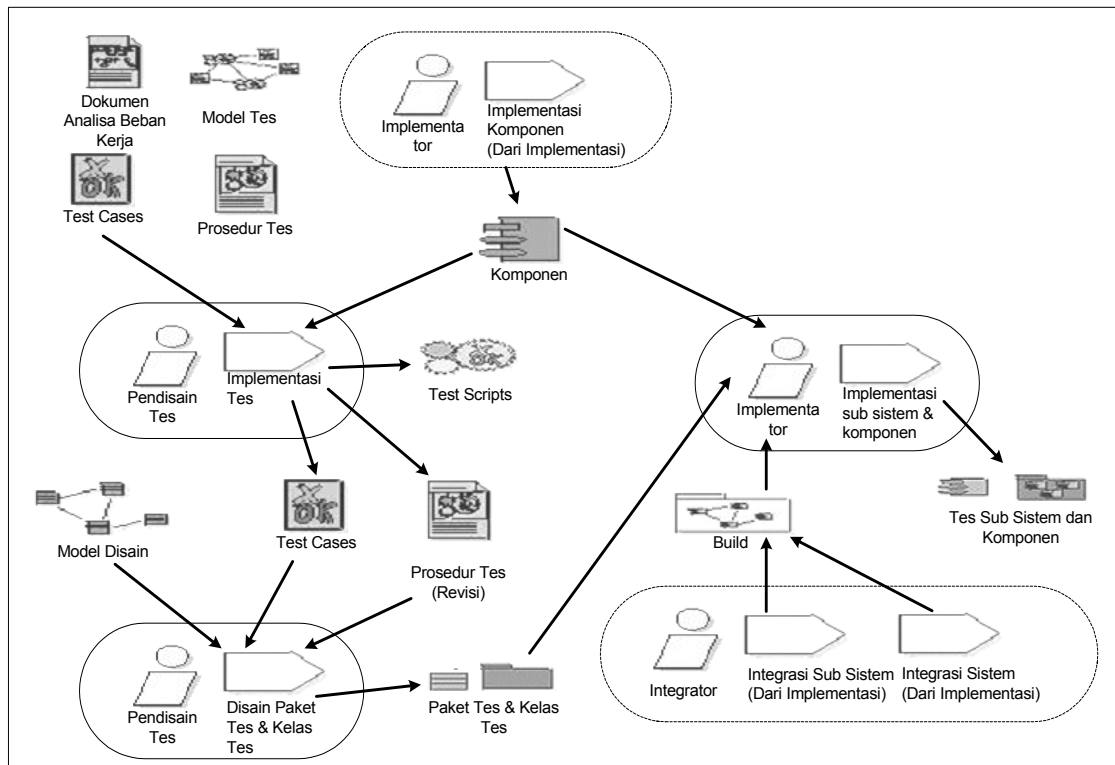 Dokumen
Analisa Beban
Kerja
Model Tes
Implementa
tor
Implementasi
Komponen
(Dari Implementasi)
Test Cases
Prosedur Tes
Komponen
Pendisain
Tes
Implementasi
Tes
Test Scripts
Implementa
tor
Implementasi
sub sistem &
komponen
Model Disain
Test Cases
Prosedur Tes
(Revisi)
Build
Tes Sub Sistem dan
Komponen
Pendisain
Tes
Disain Paket
Tes & Kelas
Tes
Paket Tes & Kelas
Tes
Integrator
Integrasi Sub Sistem
(Dari Implementasi)
Integrasi Sistem
(Dari Implementasi)